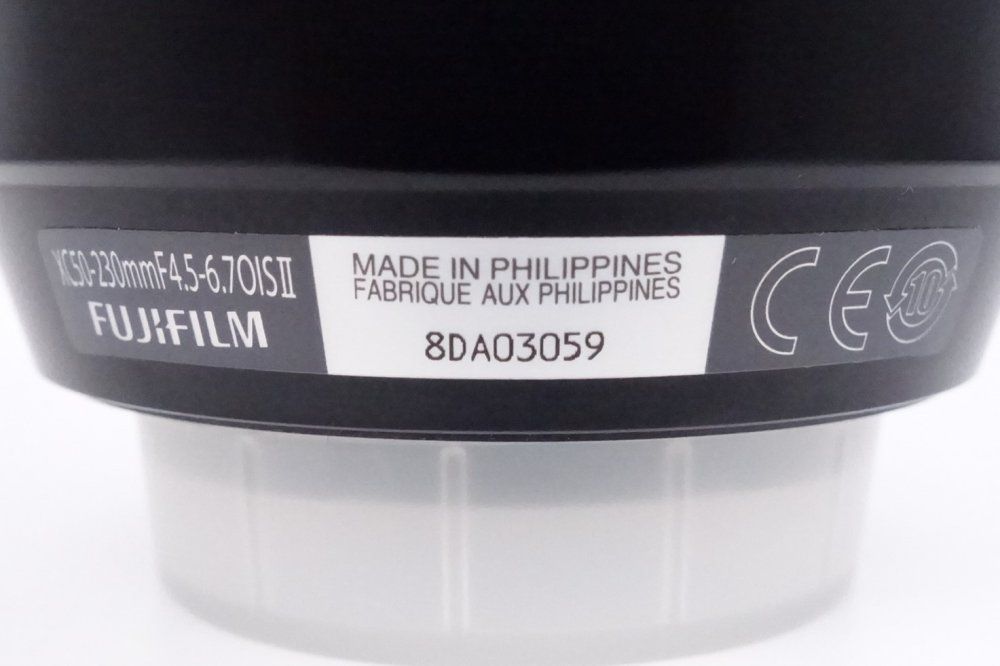 XC50-230mmF4.5-6.7OISII
FUJIFILM
MADE IN PHILIPPINES
FABRIQUE AUX PHILIPPINES
8DA03059
CE
10